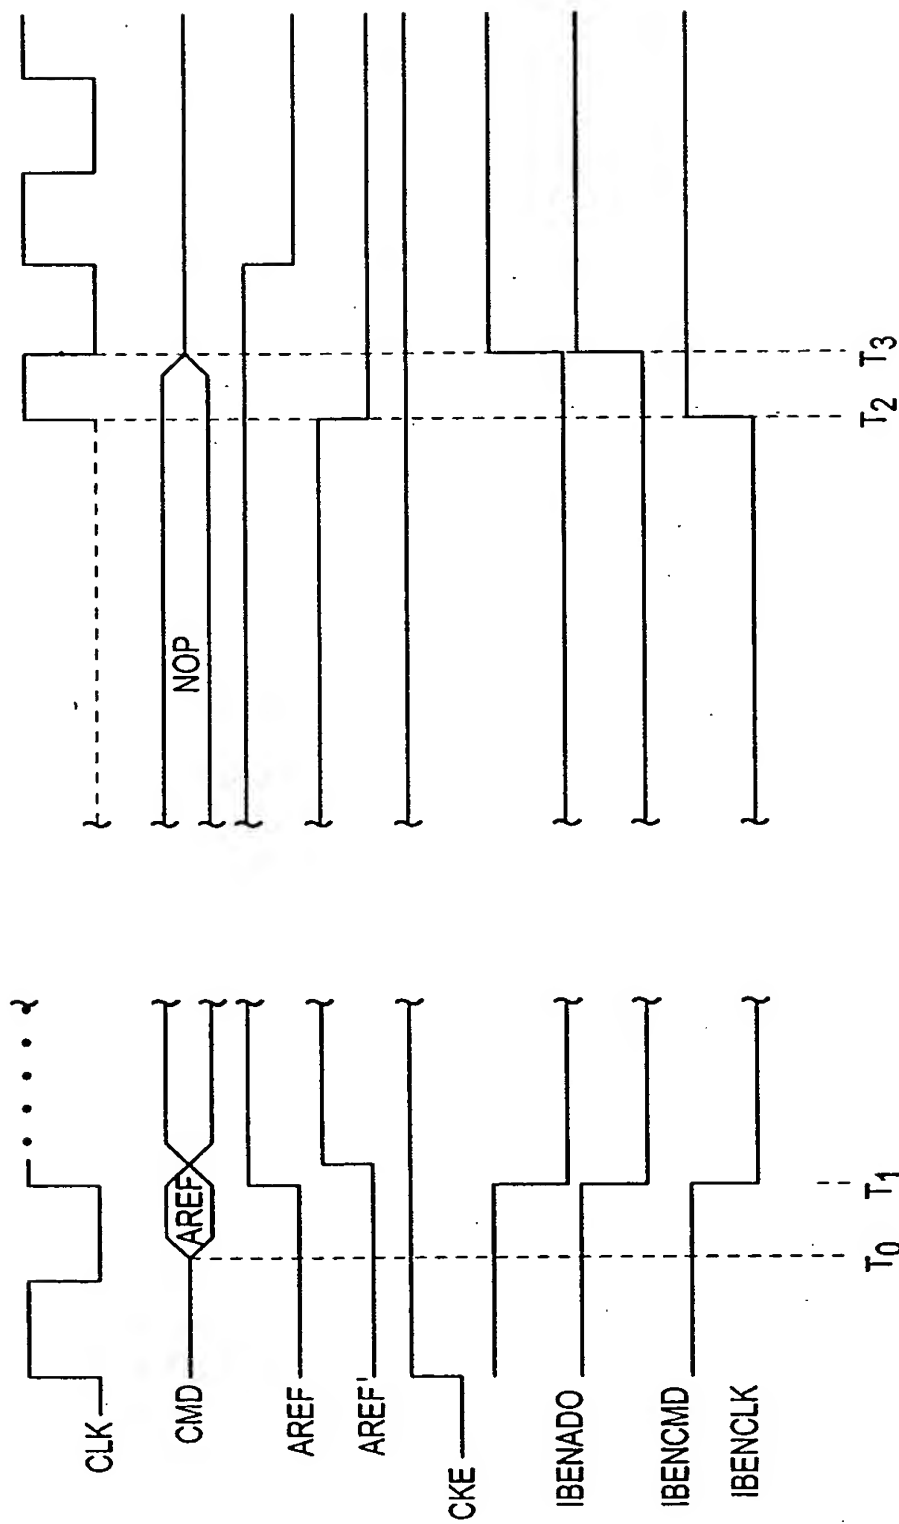 CLK
CMD
AREF
NOP
AREF
AREF'
CKE
IBENADO
IBENCMD
IBENCLK
T0
T1
T2
T3